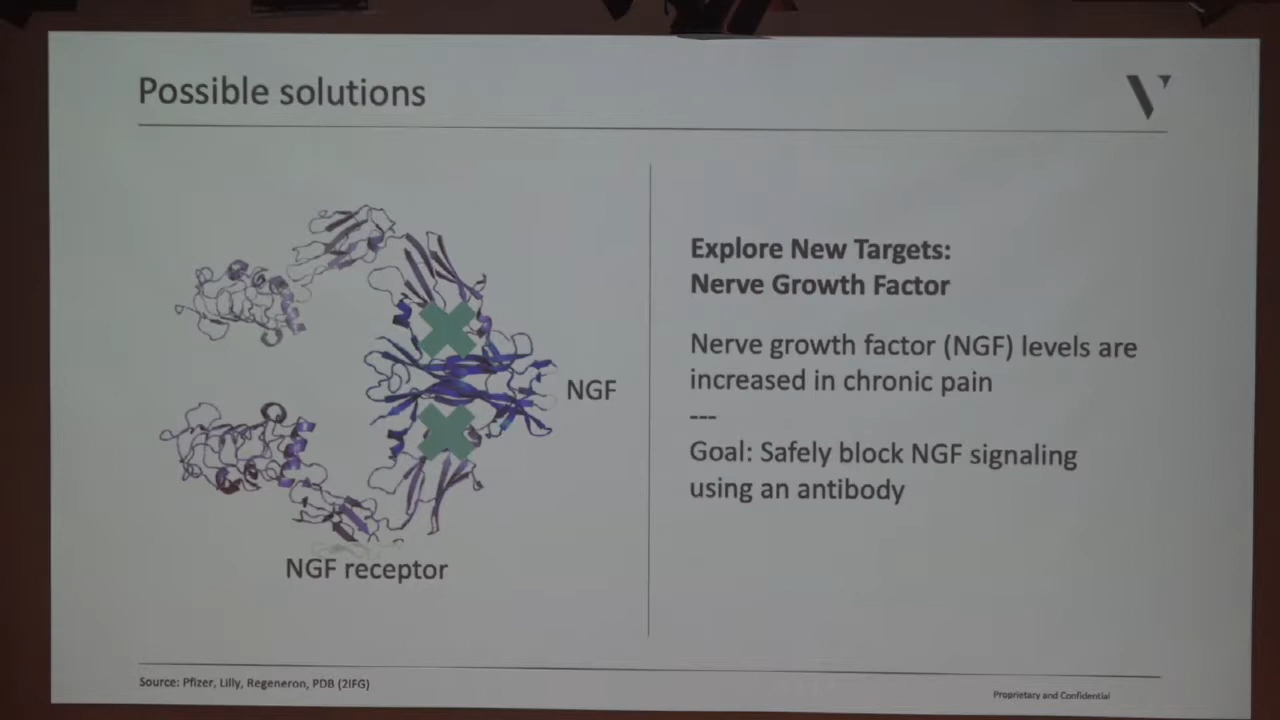 Possible solutions
NGF
NGF receptor
Explore New Targets:
Nerve Growth Factor
Nerve growth factor (NGF) levels are
increased in chronic pain
---
Goal: Safely block NGF signaling
using an antibody
Source: Pfizer, Lilly, Regeneron, PDB (2IFG)
Proprietary and Confidential